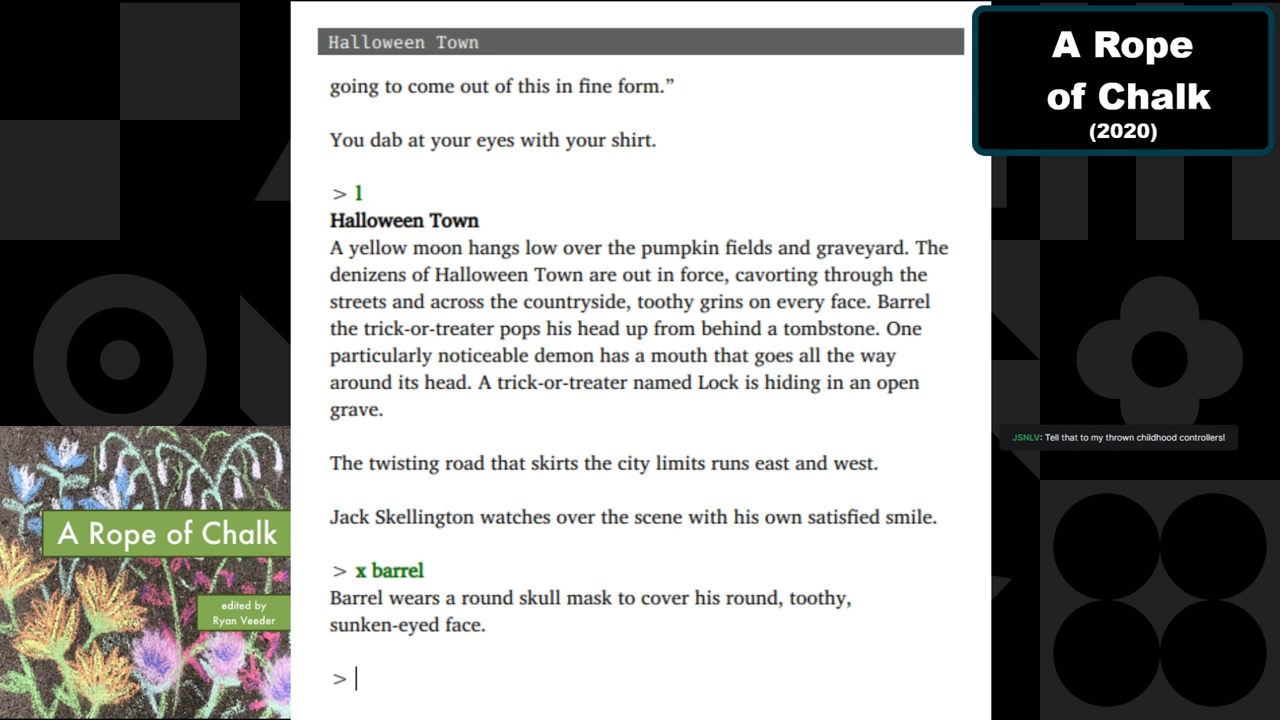 Halloween Town
going to come out of this in fine form.”
You dab at your eyes with your shirt.
> l
Halloween Town
A yellow moon hangs low over the pumpkin fields and graveyard. The
denizens of Halloween Town are out in force, cavorting through the
streets and across the countryside, toothy grins on every face. Barrel
the trick-or-treater pops his head up from behind a tombstone. One
particularly noticeable demon has a mouth that goes all the way
around its head. A trick-or-treater named Lock is hiding in an open
grave.
The twisting road that skirts the city limits runs east and west.
Jack Skellington watches over the scene with his own satisfied smile.
> x barrel
Barrel wears a round skull mask to cover his round, toothy,
sunken-eyed face.
>
A Rope
of Chalk
(2020)
JSNLV: Tell that to my thrown childhood controllers!
A Rope of Chalk
edited by
Ryan Veeder